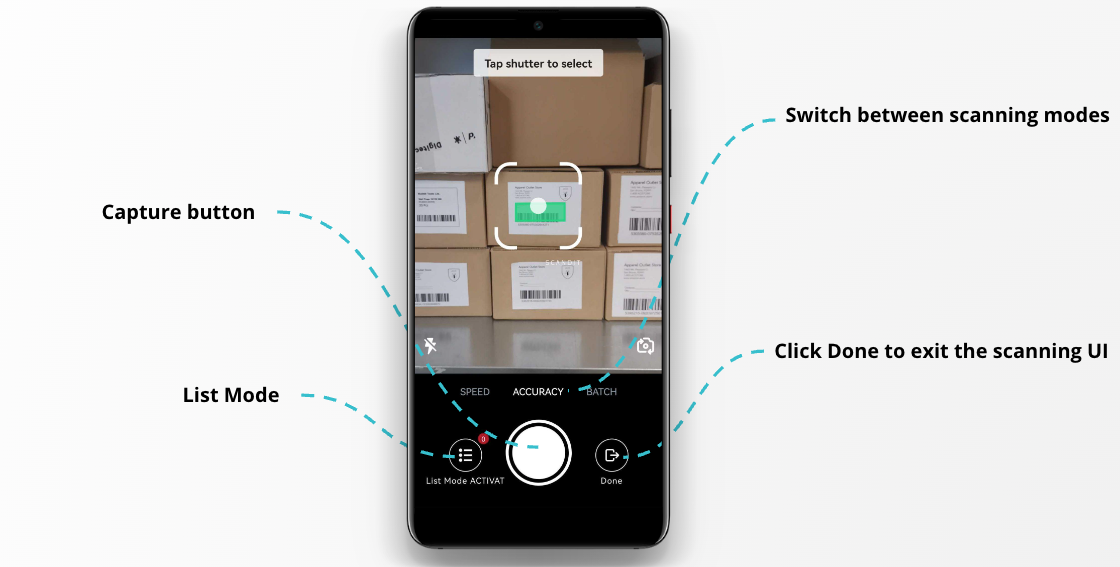 Tap shutter to select
Switch between scanning modes
Capture button
SCANDIT
Click Done to exit the scanning UI
SPEED
ACCURACY
BATCH
List Mode
0
List Mode ACTIVAT
Done